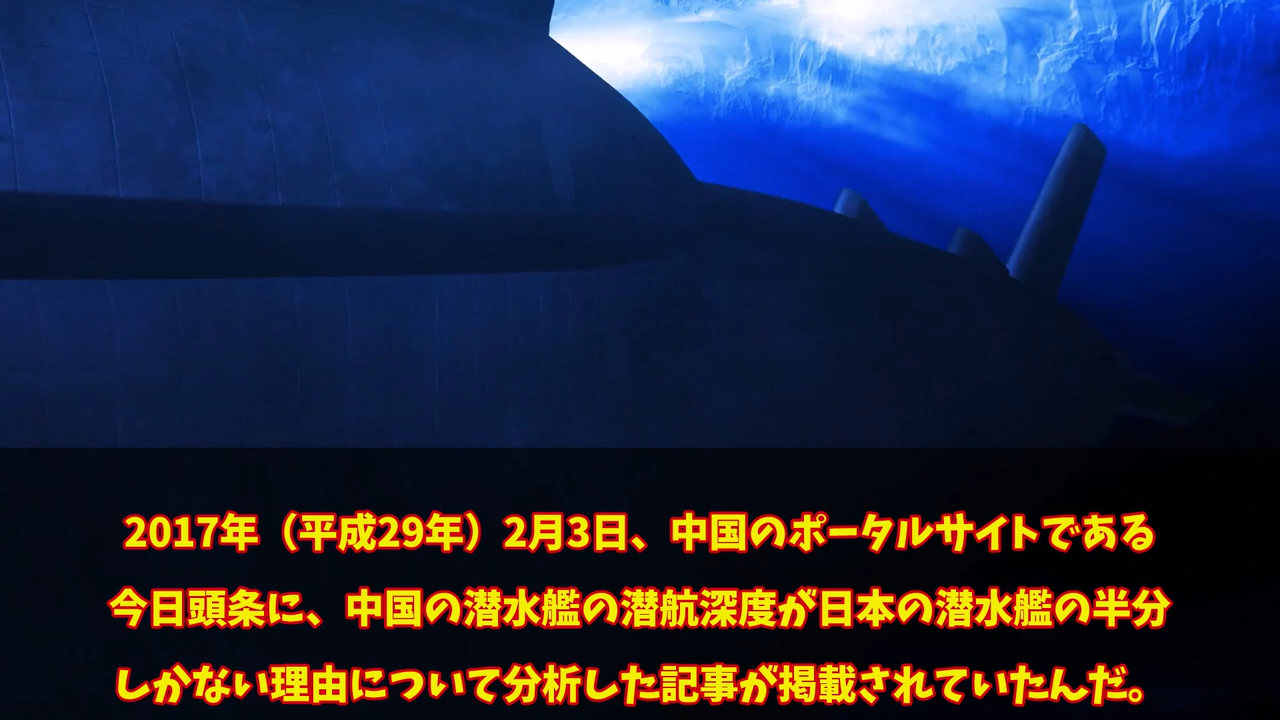 2017年（平成29年）2月3日、中国のポータルサイトである
今日頭条に、中国の潜水艦の潜航深度が日本の潜水艦の半分
しかない理由について分析した記事が掲載されていたんだ。